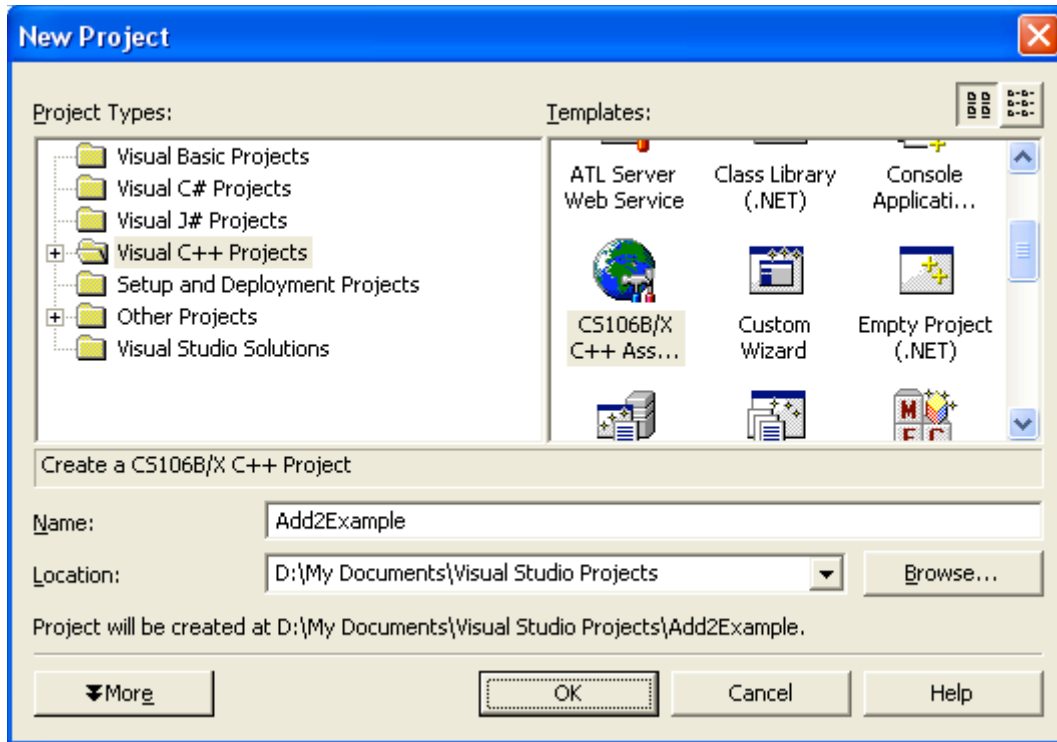 New Project
Project Types:
Templates:
Visual Basic Projects
Visual C# Projects
Visual J# Projects
Visual C++ Projects
Setup and Deployment Projects
Other Projects
Visual Studio Solutions
ATL Server
Web Service
Class Library
(.NET)
Console
Applicati...
CS106B/X
C++ Ass...
Custom
Wizard
Empty Project
(.NET)
M
F C
Create a CS106B/X C++ Project
Name:
Add2Example
Location:
D:\My Documents\Visual Studio Projects
Browse...
Project will be created at D:\My Documents\Visual Studio Projects\Add2Example.
More
OK
Cancel
Help